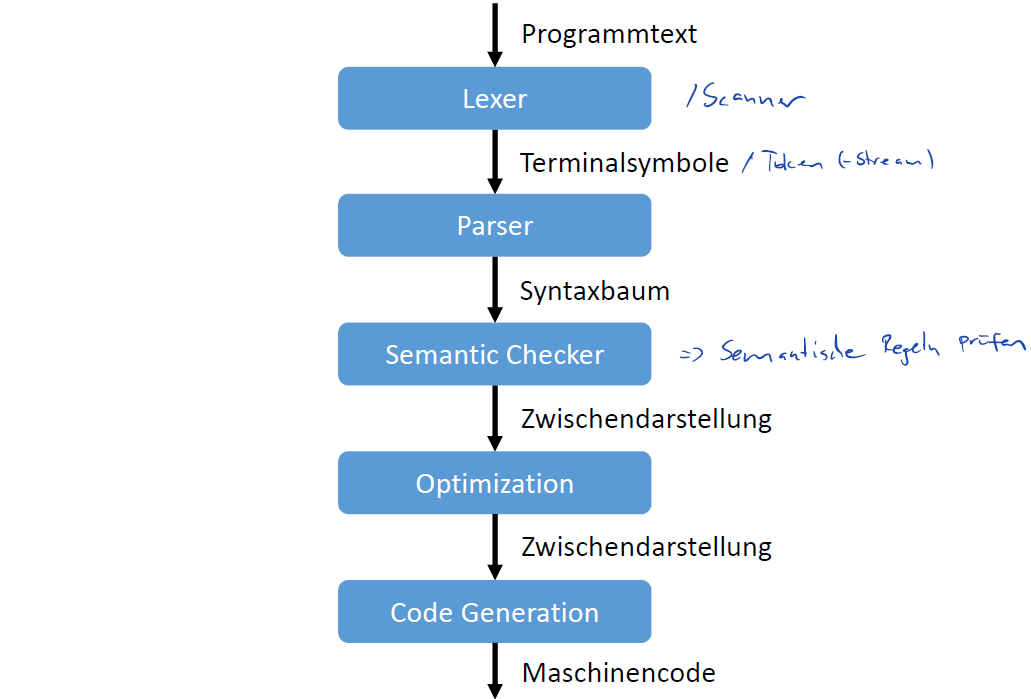 Programmtext
Lexer / Scanner
Terminalsymbole / Token (-Stream)
Parser
Syntaxbaum
Semantic Checker => Semantische Regeln prüfen
Zwischendarstellung
Optimization
Zwischendarstellung
Code Generation
Maschinencode